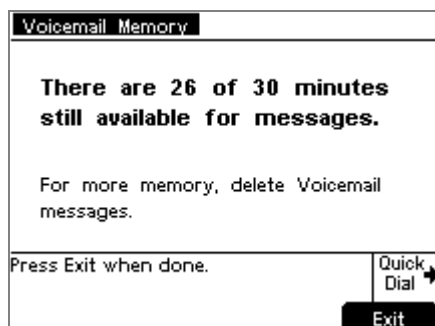 Voicemail Memory
There are 26 of 30 minutes
still available for messages.
For more memory, delete Voicemail
messages.
Press Exit when done.
Quick
Dial
Exit